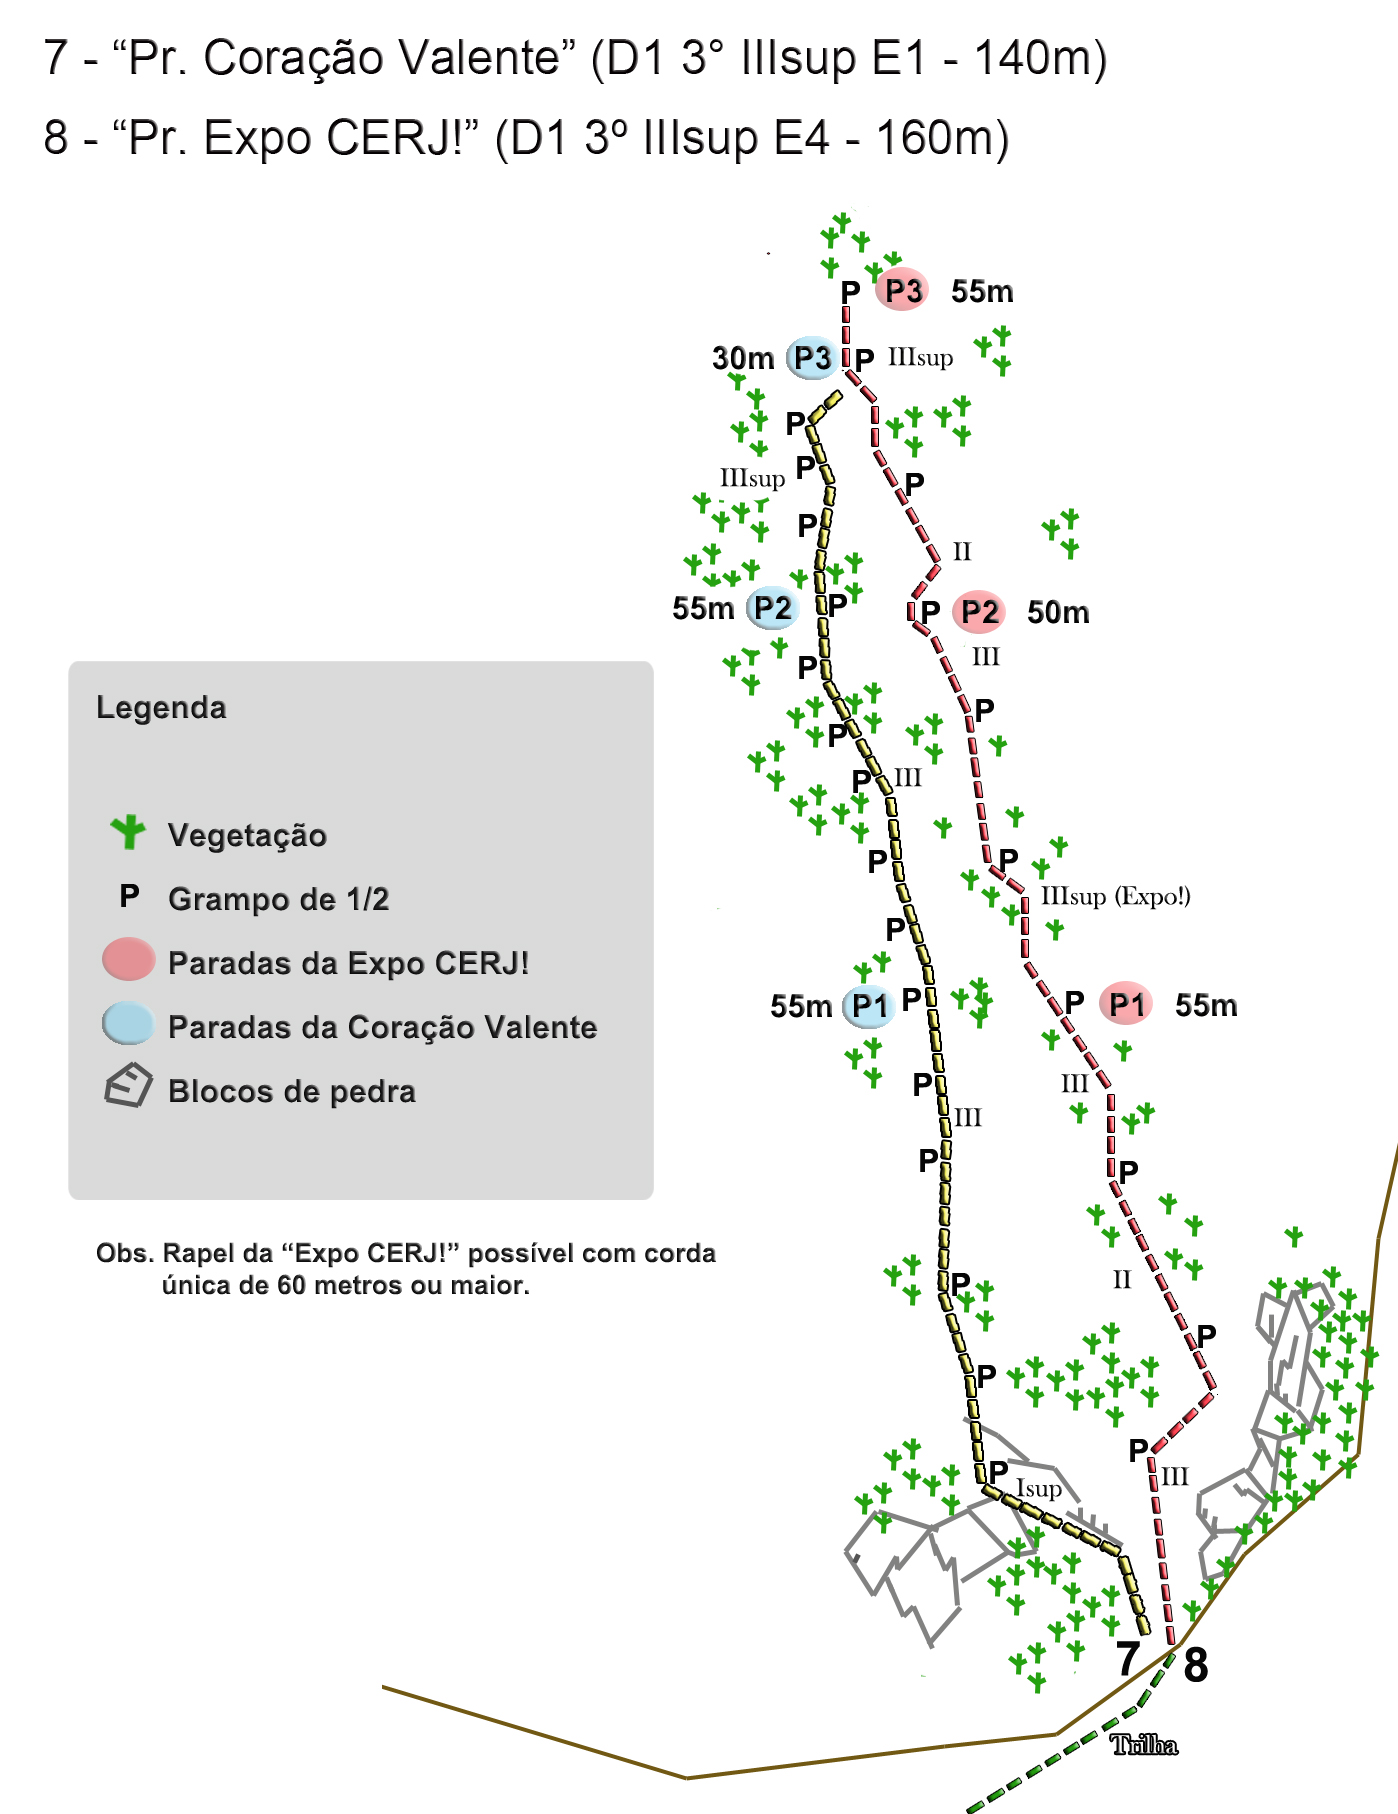 7 - “Pr. Coração Valente” (D1 3° IIIsup E1 - 140m)
8 - “Pr. Expo CERJ!” (D1 3º IIIsup E4 - 160m)
P P3 55m
30m P3 P IIIsup
P
P
IIIsup
P
P
II
55m P2 P
P P2 50m
III
P
P
P
P III
P
P
IIIsup (Expo!)
P
55m P1 P
P P1 55m
P
III
III
P
P
P
II
P
P
P
III
P
Isup
7
8
Trilha
Legenda
Vegetação
P Grampo de 1/2
Paradas da Expo CERJ!
Paradas da Coração Valente
Blocos de pedra
Obs. Rapel da “Expo CERJ!” possível com corda
única de 60 metros ou maior.